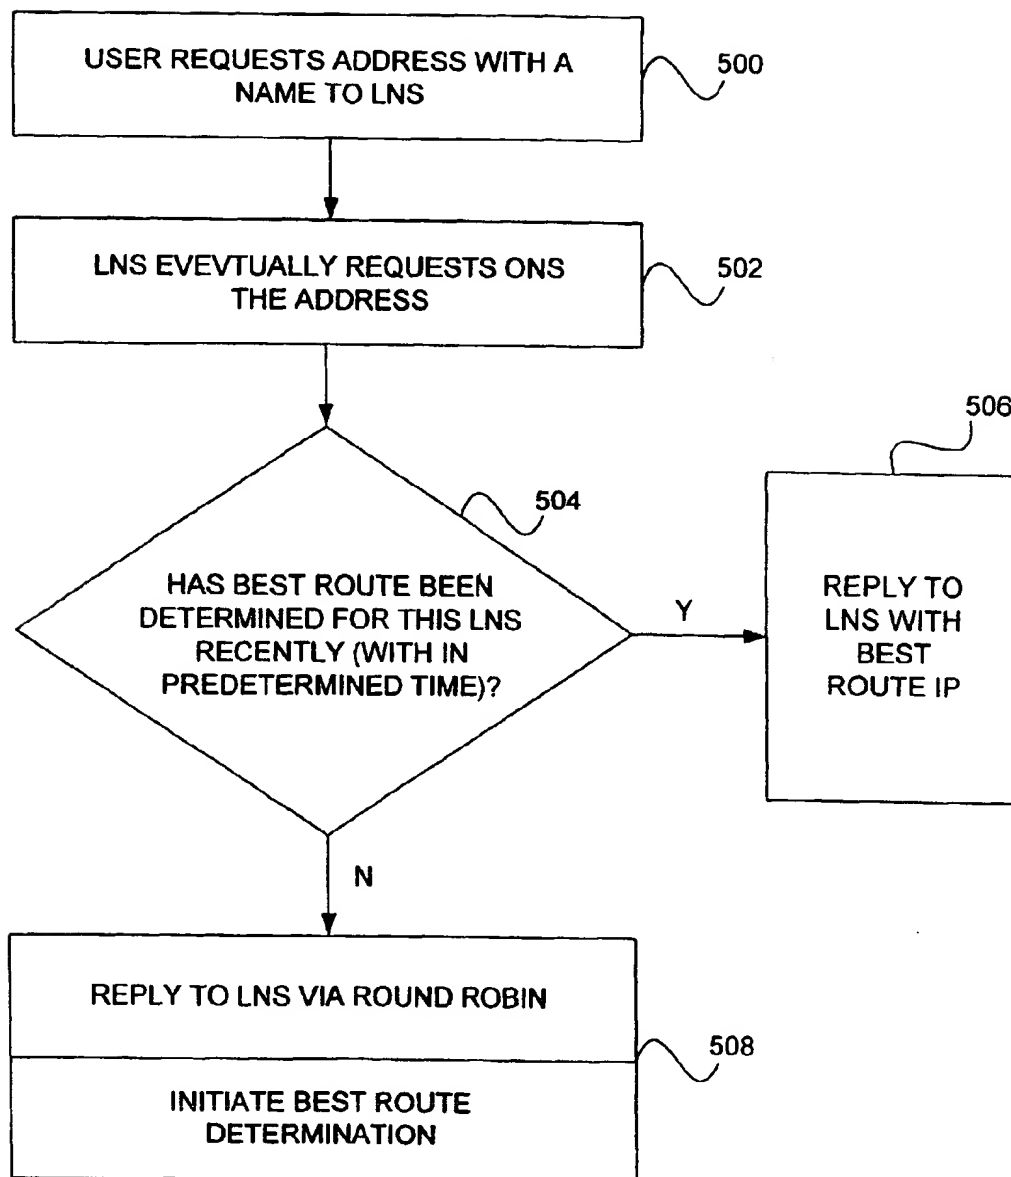 USER REQUESTS ADDRESS WITH A
NAME TO LNS
500
LNS EVEVTUALLY REQUESTS ONS
THE ADDRESS
502
506
504
HAS BEST ROUTE BEEN
DETERMINED FOR THIS LNS
RECENTLY (WITH IN
PREDETERMINED TIME)?
Y
REPLY TO
LNS WITH
BEST
ROUTE IP
N
REPLY TO LNS VIA ROUND ROBIN
508
INITIATE BEST ROUTE
DETERMINATION